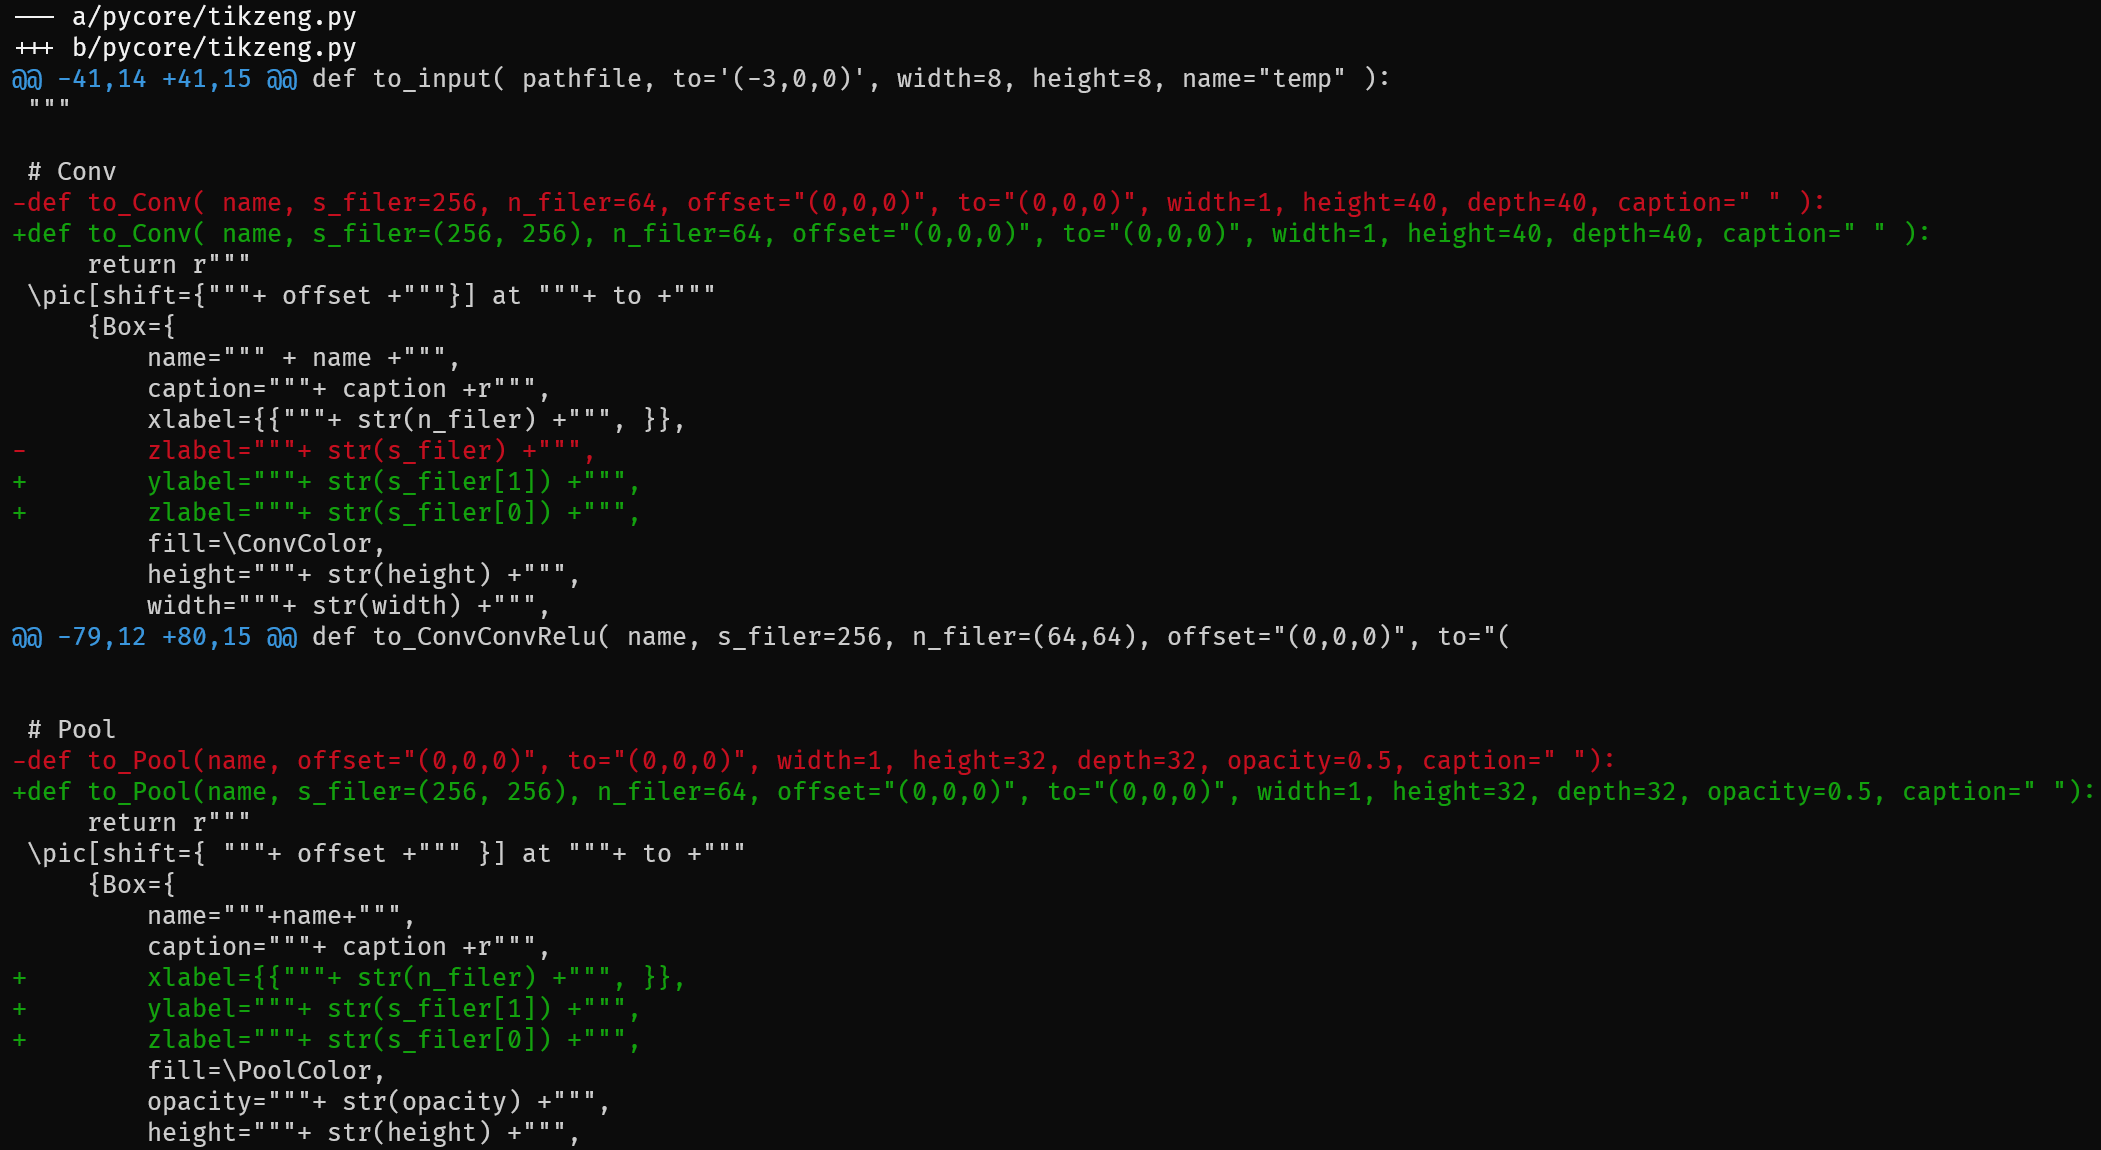 --- a/pycore/tikzeng.py
+++ b/pycore/tikzeng.py
@@ -41,14 +41,15 @@ def to_input( pathfile, to='(-3,0,0)', width=8, height=8, name="temp" ):
 """

 # Conv
-def to_Conv( name, s_filer=256, n_filer=64, offset="(0,0,0)", to="(0,0,0)", width=1, height=40, depth=40, caption=" " ):
+def to_Conv( name, s_filer=(256, 256), n_filer=64, offset="(0,0,0)", to="(0,0,0)", width=1, height=40, depth=40, caption=" " ):
     return r"""
 \pic[shift={"""+ offset +"""}] at """+ to +"""
     {Box={
         name=""" + name +""",
         caption="""+ caption +r""",
         xlabel={{"""+ str(n_filer) +""", }},
-        zlabel="""+ str(s_filer) +""",
+        ylabel="""+ str(s_filer[1]) +""",
+        zlabel="""+ str(s_filer[0]) +""",
         fill=\ConvColor,
         height="""+ str(height) +""",
         width="""+ str(width) +""",
@@ -79,12 +80,15 @@ def to_ConvConvRelu( name, s_filer=256, n_filer=(64,64), offset="(0,0,0)", to="(

 # Pool
-def to_Pool(name, offset="(0,0,0)", to="(0,0,0)", width=1, height=32, depth=32, opacity=0.5, caption=" "):
+def to_Pool(name, s_filer=(256, 256), n_filer=64, offset="(0,0,0)", to="(0,0,0)", width=1, height=32, depth=32, opacity=0.5, caption=" "):
     return r"""
 \pic[shift={ """+ offset +""" }] at """+ to +"""
     {Box={
         name="""+name+""",
         caption="""+ caption +r""",
+        xlabel={{"""+ str(n_filer) +""", }},
+        ylabel="""+ str(s_filer[1]) +""",
+        zlabel="""+ str(s_filer[0]) +""",
         fill=\PoolColor,
         opacity="""+ str(opacity) +""",
         height="""+ str(height) +""",